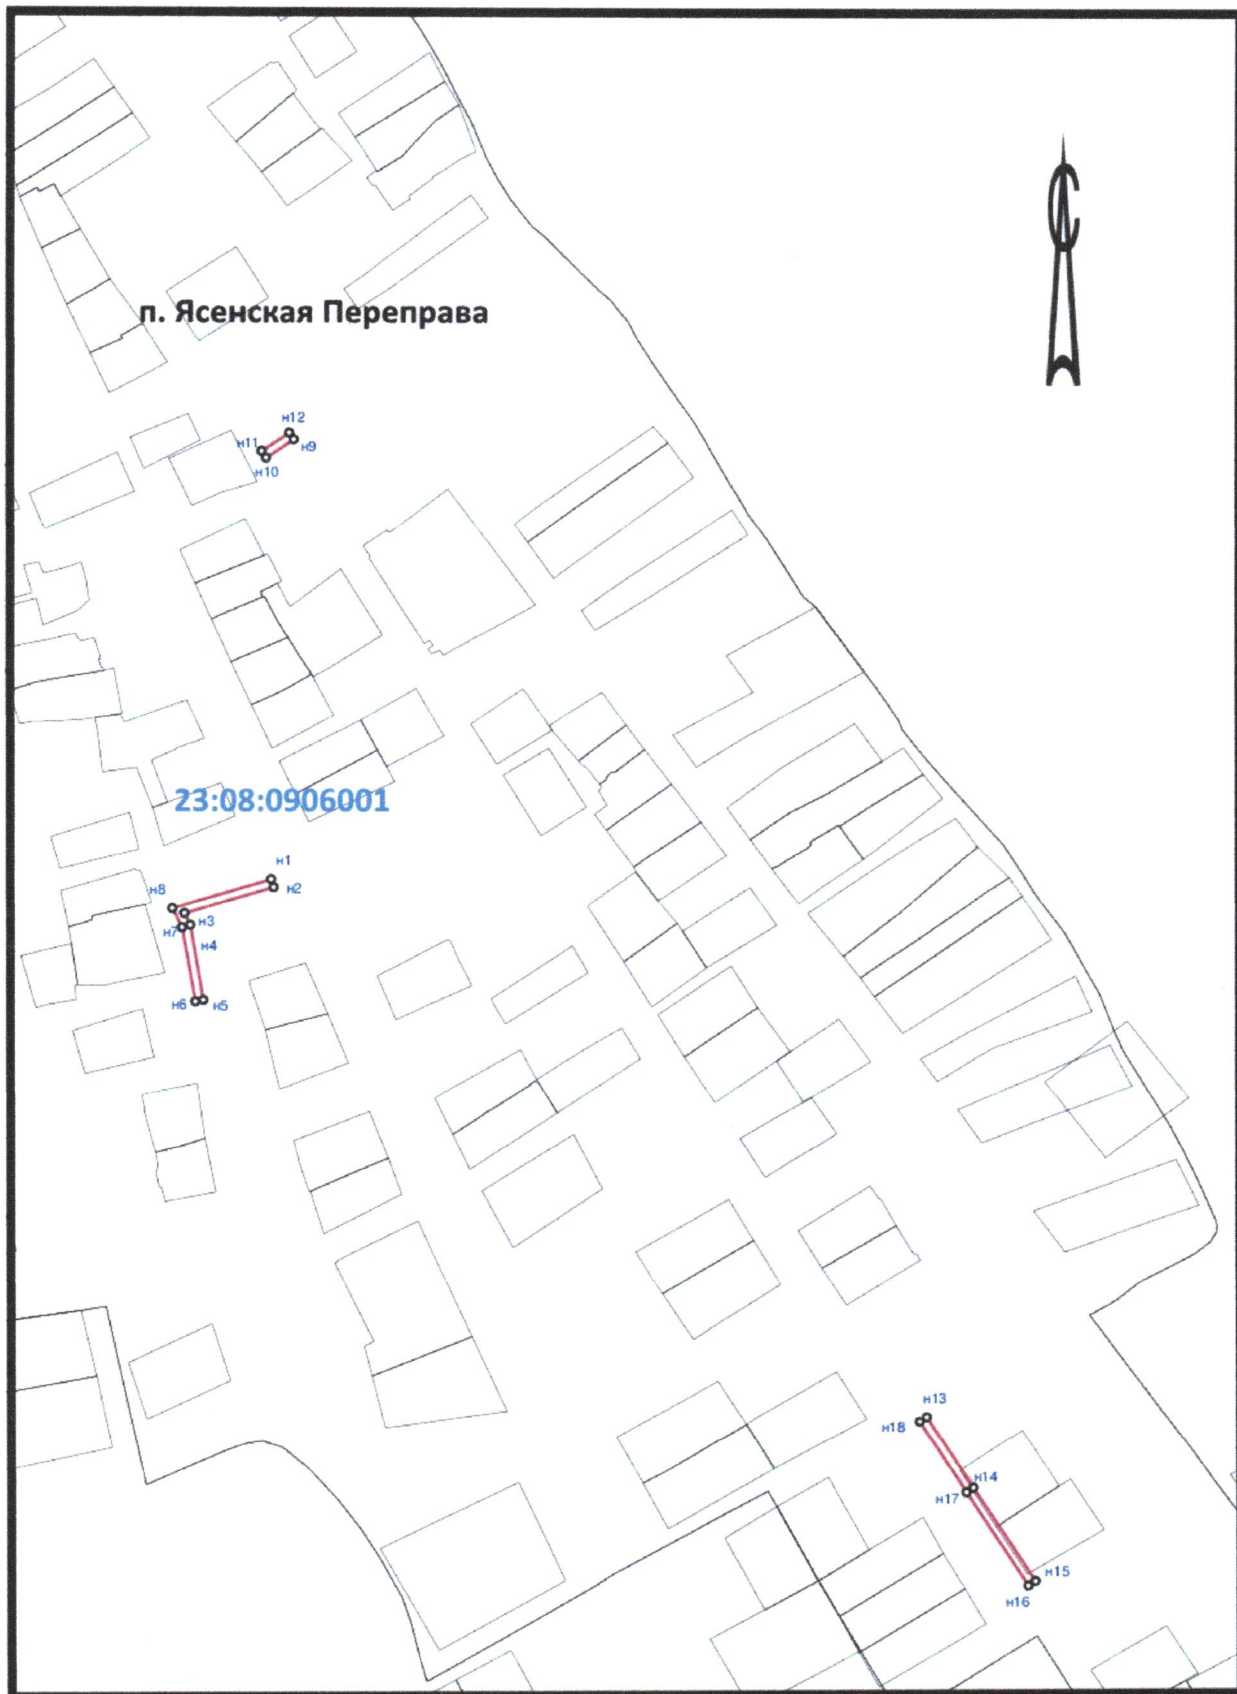 С
п. Ясенская Переправа
н12
н11
н9
н10
23:08:0906001
н1
н2
н8
н3
н7
н4
н6
н5
н13
н18
н14
н17
н15
н16